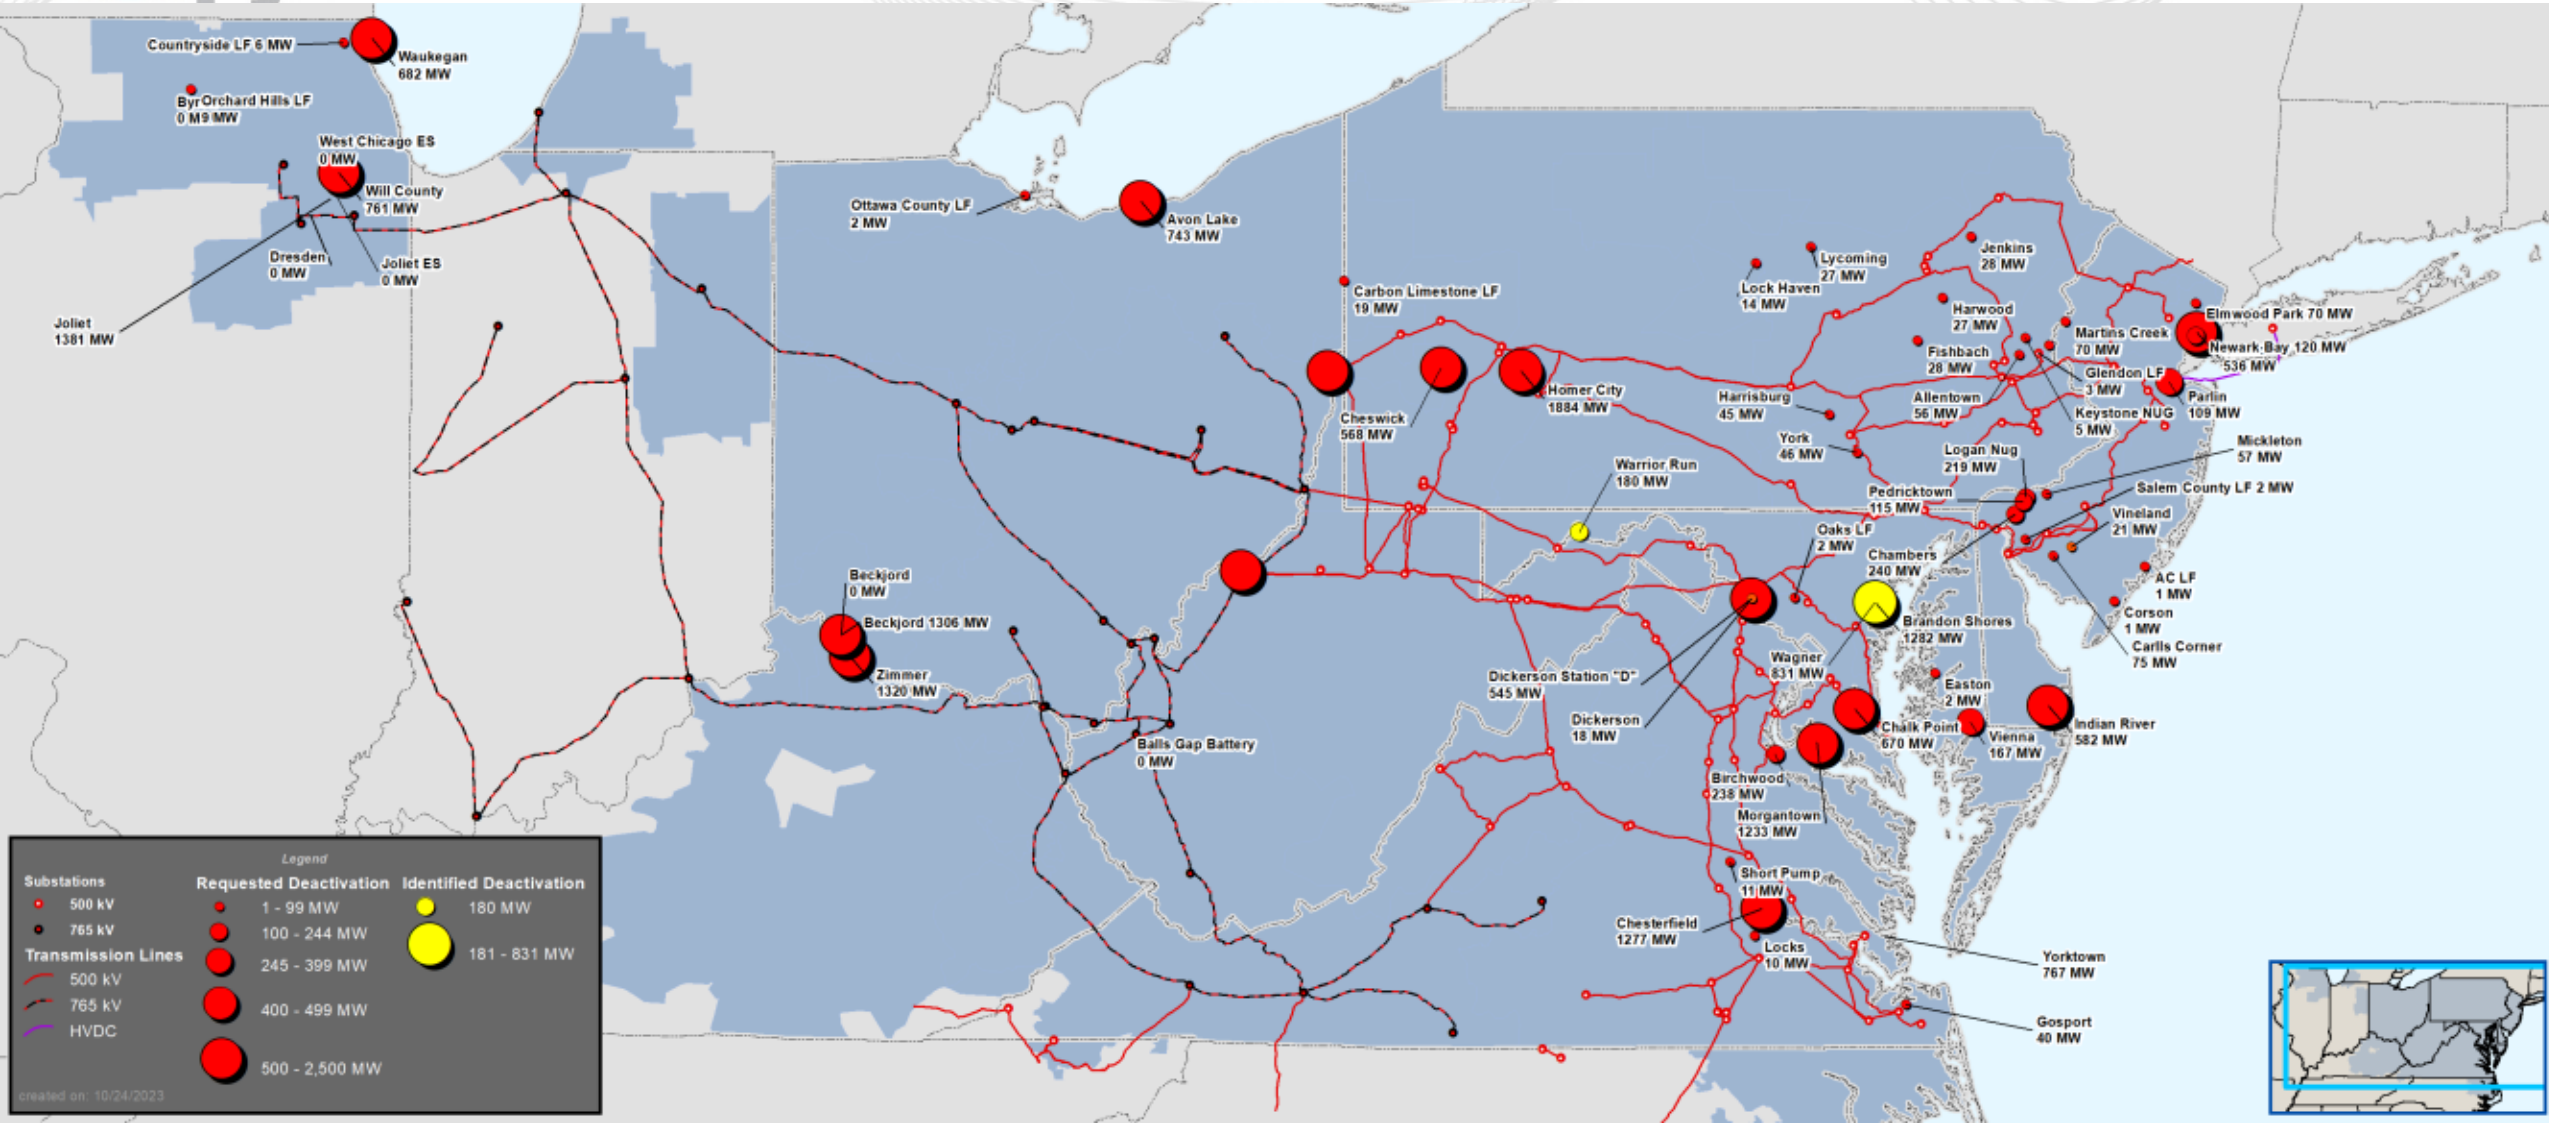 Countryside LF 6 MW
Waukegan
682 MW
Byr
Orchard Hills LF
0 M
9 MW
West Chicago ES
0 MW
Will County
761 MW
Dresden
0 MW
Joliet ES
0 MW
Joliet
1381 MW
Ottawa County LF
2 MW
Avon Lake
743 MW
Carbon Limestone LF
19 MW
Lycoming
27 MW
Lock Haven
14 MW
Jenkins
28 MW
Harwood
27 MW
Elmwood Park 70 MW
Martins Creek
70 MW
Newark Bay 120 MW
536 MW
Fishbach
28 MW
Glendon LF
3 MW
Parlin
109 MW
Homer City
1884 MW
Cheswick
568 MW
Harrisburg
45 MW
Allentown
56 MW
Keystone NUG
5 MW
York
46 MW
Logan Nug
219 MW
Mickleton
57 MW
Warrior Run
180 MW
Pedricktown
115 MW
Salem County LF 2 MW
Vineland
21 MW
Oaks LF
2 MW
Chambers
240 MW
AC LF
1 MW
Corson
1 MW
Carlls Corner
75 MW
Beckjord
0 MW
Beckjord 1306 MW
Zimmer
1320 MW
Brandon Shores
1282 MW
Wagner
831 MW
Dickerson Station "D"
545 MW
Dickerson
18 MW
Easton
2 MW
Chalk Point
670 MW
Vienna
167 MW
Indian River
582 MW
Balls Gap Battery
0 MW
Birchwood
238 MW
Morgantown
1233 MW
Short Pump
11 MW
Chesterfield
1277 MW
Locks
10 MW
Yorktown
767 MW
Gosport
40 MW
Legend
Substations
500 kV
765 kV
Transmission Lines
500 kV
765 kV
HVDC
Requested Deactivation
1 - 99 MW
100 - 244 MW
245 - 399 MW
400 - 499 MW
500 - 2,500 MW
Identified Deactivation
180 MW
181 - 831 MW
created on: 10/24/2023